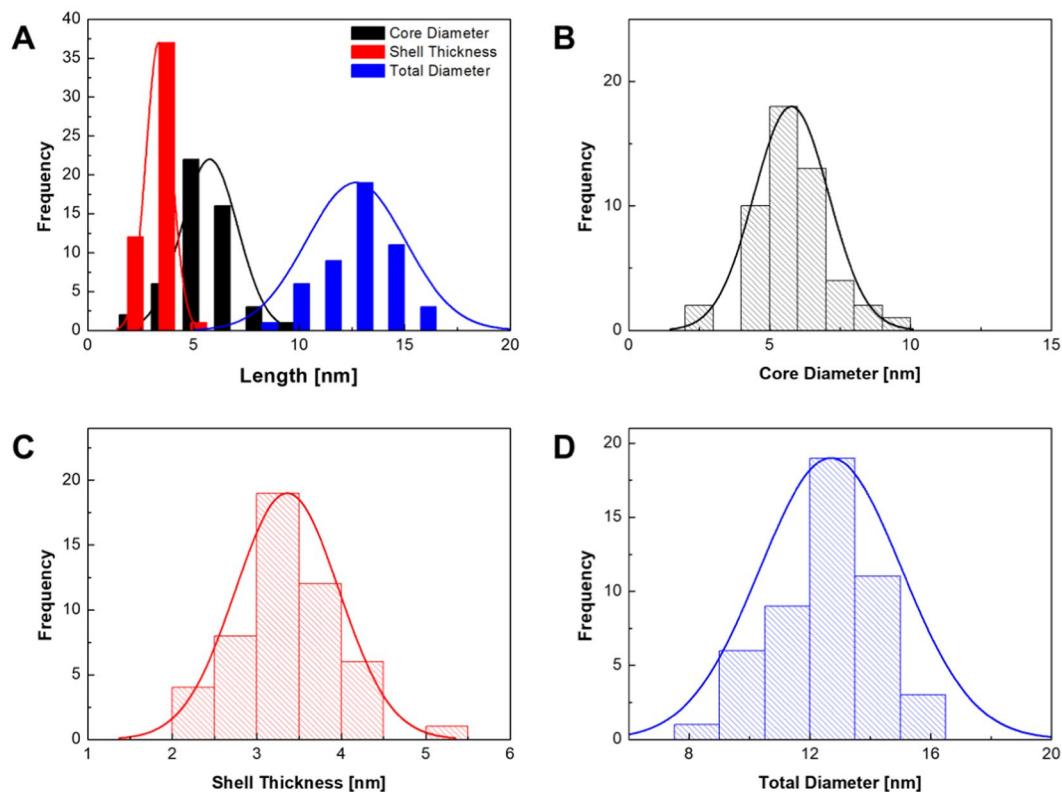 A
40
35
30
25
20
15
10
5
0
Frequency
Core Diameter
Shell Thickness
Total Diameter
0 5 10 15 20
Length [nm]
B
20
10
0
Frequency
0 5 10 15
Core Diameter [nm]
C
20
15
10
5
0
Frequency
1 2 3 4 5 6
Shell Thickness [nm]
D
20
15
10
5
0
Frequency
8 12 16 20
Total Diameter [nm]